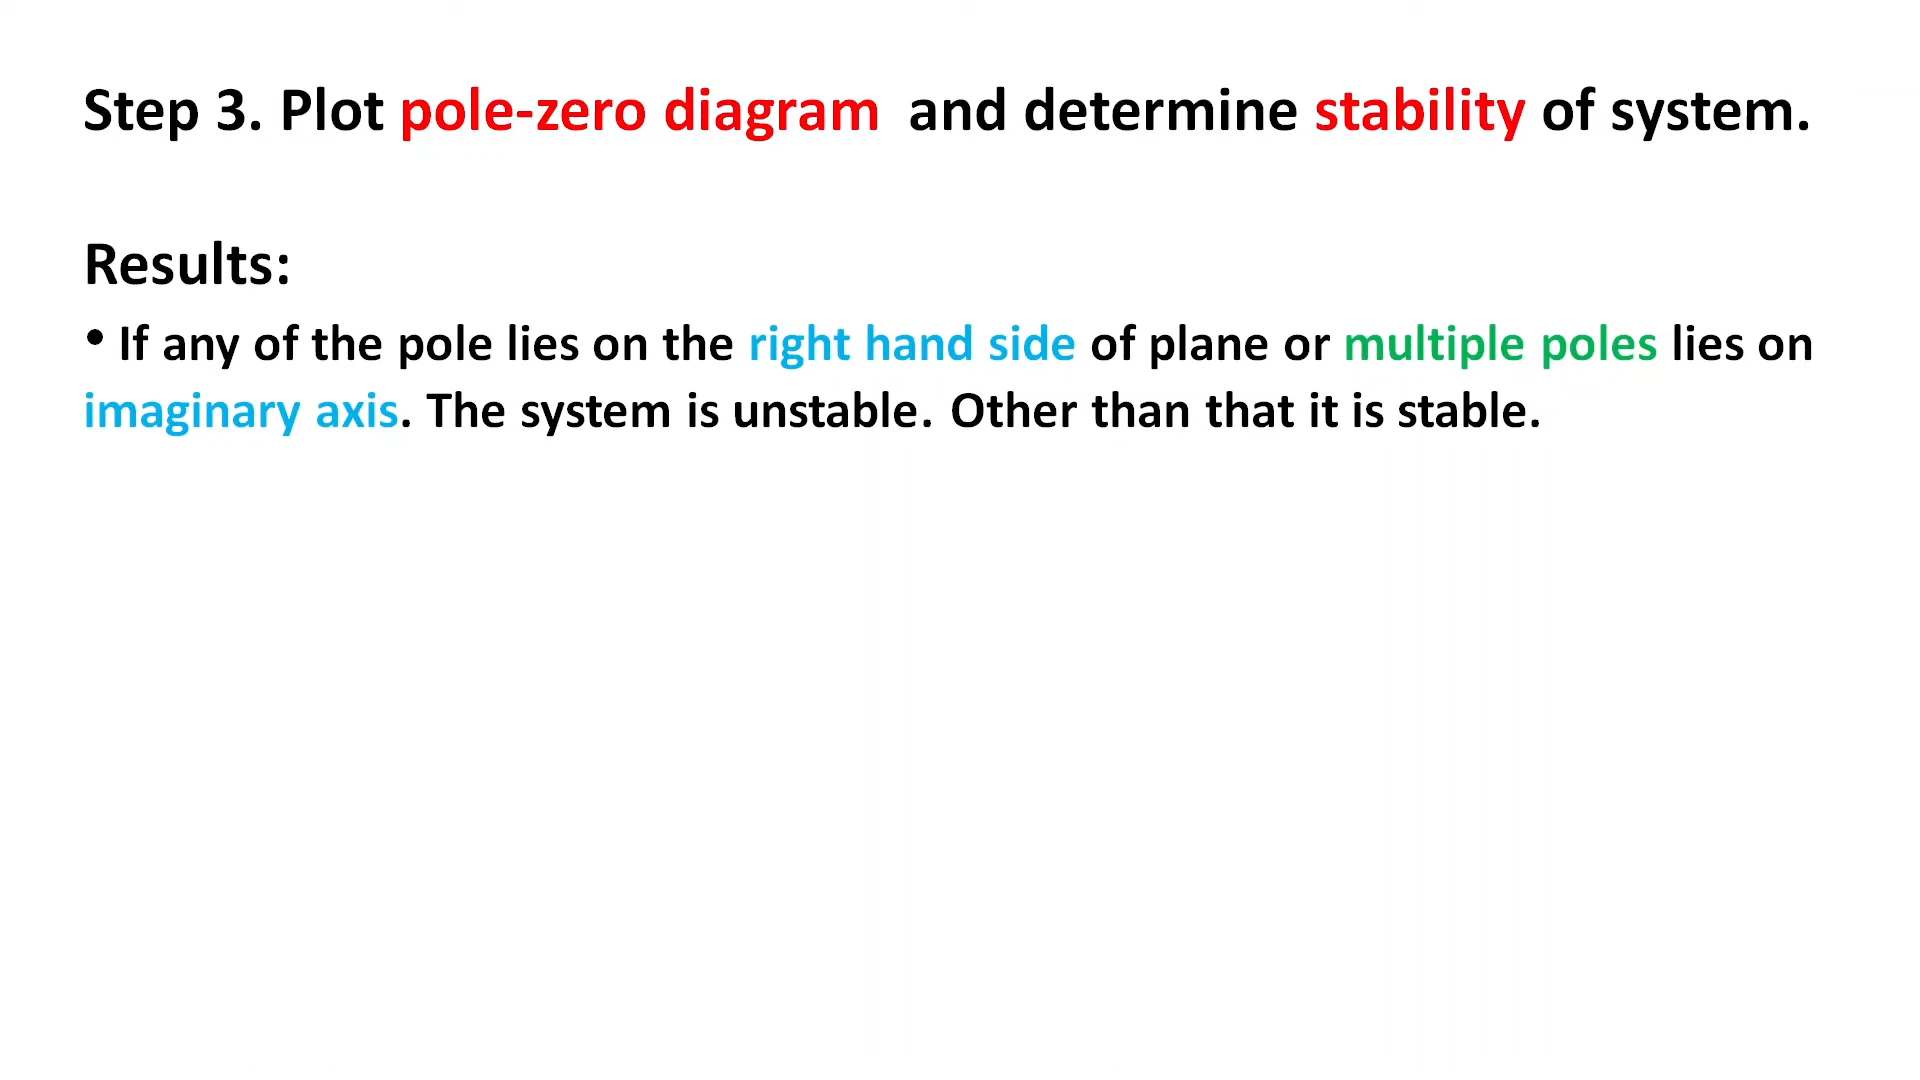 Step 3. Plot pole-zero diagram and determine stability of system.
Results:
• If any of the pole lies on the right hand side of plane or multiple poles lies on
imaginary axis. The system is unstable. Other than that it is stable.